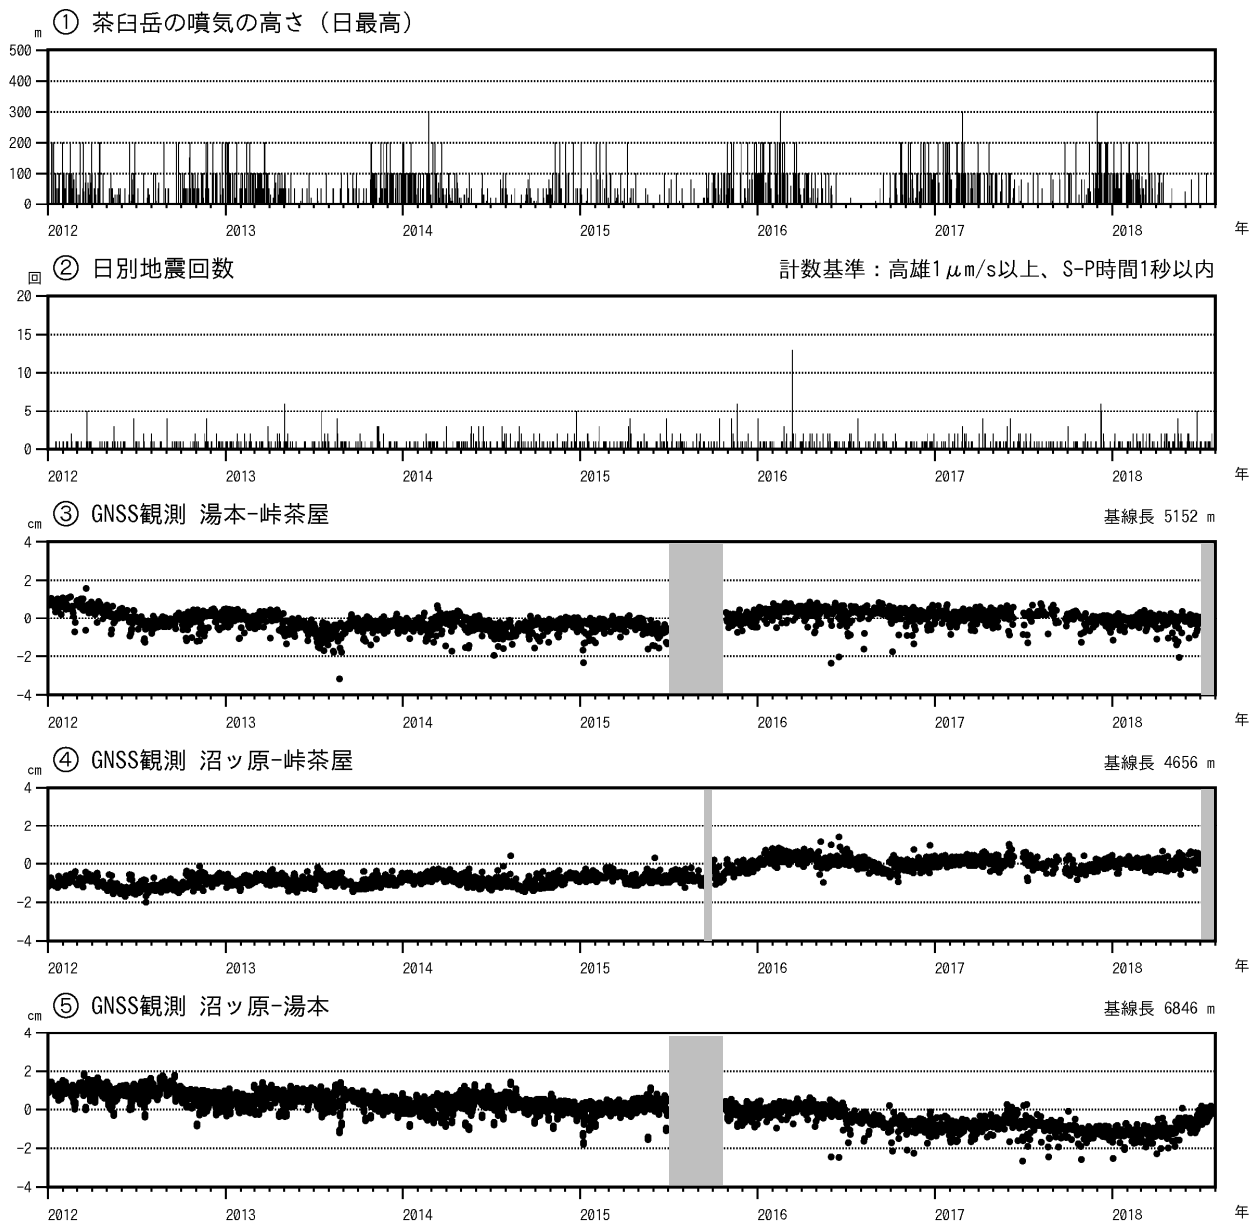 ① 茶臼岳の噴気の高さ（日最高）
m
500
400
300
200
100
0
2012 2013 2014 2015 2016 2017 2018 年
② 日別地震回数 計数基準：高雄1μm/s以上、S-P時間1秒以内
回
20
15
10
5
0
2012 2013 2014 2015 2016 2017 2018 年
③ GNSS観測 湯本-峠茶屋 基線長 5152 m
cm
4
2
0
-2
-4
2012 2013 2014 2015 2016 2017 2018 年
④ GNSS観測 沼ッ原-峠茶屋 基線長 4656 m
cm
4
2
0
-2
-4
2012 2013 2014 2015 2016 2017 2018 年
⑤ GNSS観測 沼ッ原-湯本 基線長 6846 m
cm
4
2
0
-2
-4
2012 2013 2014 2015 2016 2017 2018 年